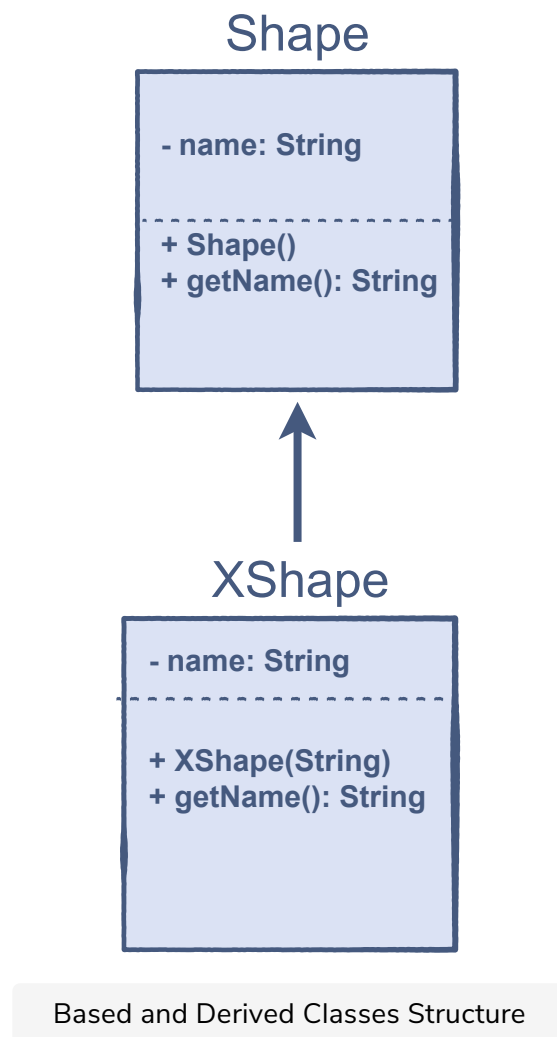 Shape
- name: String
+ Shape()
+ getName(): String
XShape
- name: String
+ XShape(String)
+ getName(): String
Based and Derived Classes Structure